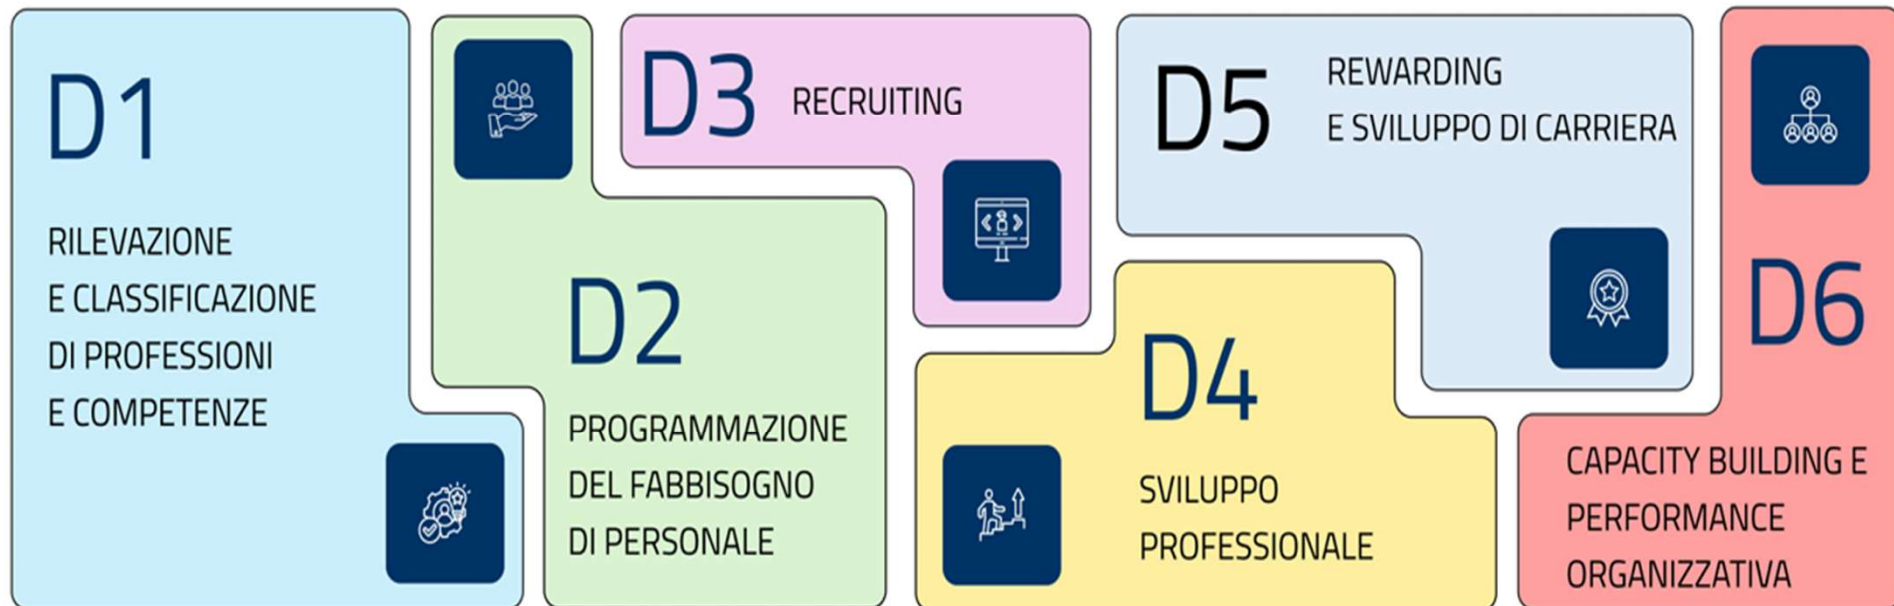 D1
RILEVAZIONE
E CLASSIFICAZIONE
DI PROFESSIONI
E COMPETENZE
D2
PROGRAMMAZIONE
DEL FABBISOGNO
DI PERSONALE
D3
RECRUITING
D4
SVILUPPO
PROFESSIONALE
D5
REWARDING
E SVILUPPO DI CARRIERA
D6
CAPACITY BUILDING E
PERFORMANCE
ORGANIZZATIVA